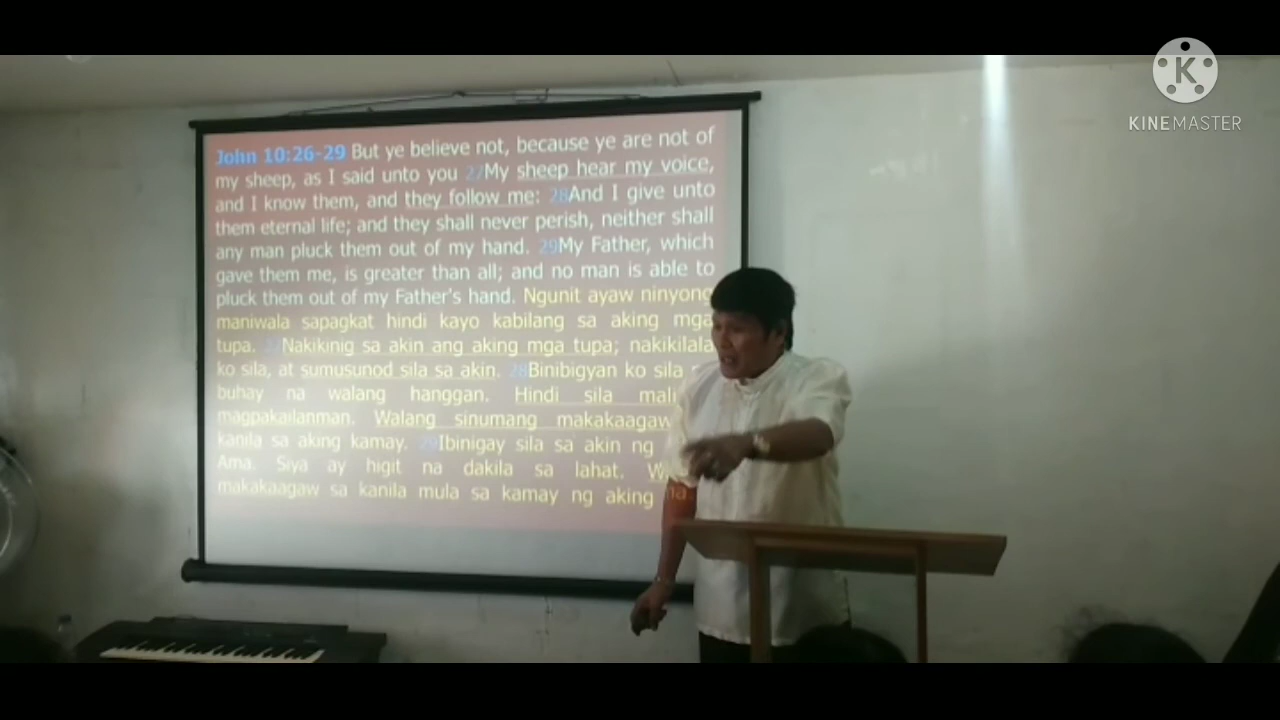 John 10:26-29 But ye believe not, because ye are not of
my sheep, as I said unto you 27My sheep hear my voice,
and I know them, and they follow me: 28And I give unto
them eternal life; and they shall never perish, neither shall
any man pluck them out of my hand. 29My Father, which
gave them me, is greater than all; and no man is able to
pluck them out of my Father's hand. Ngunit ayaw ninyong
maniwala sapagkat hindi kayo kabilang sa aking mga
tupa. 27Nakikinig sa akin ang aking mga tupa; nakikilala
ko sila, at sumusunod sila sa akin. 28Binibigyan ko sila
buhay na walang hanggan. Hindi sila
magpakailanman. Walang sinumang
kanila sa aking kamay. 29Ibinigay sila sa akin ng
Ama. Siya ay higit na dakila sa lahat.
makakaagaw sa kanila mula sa kamay ng aking
KINEMASTER